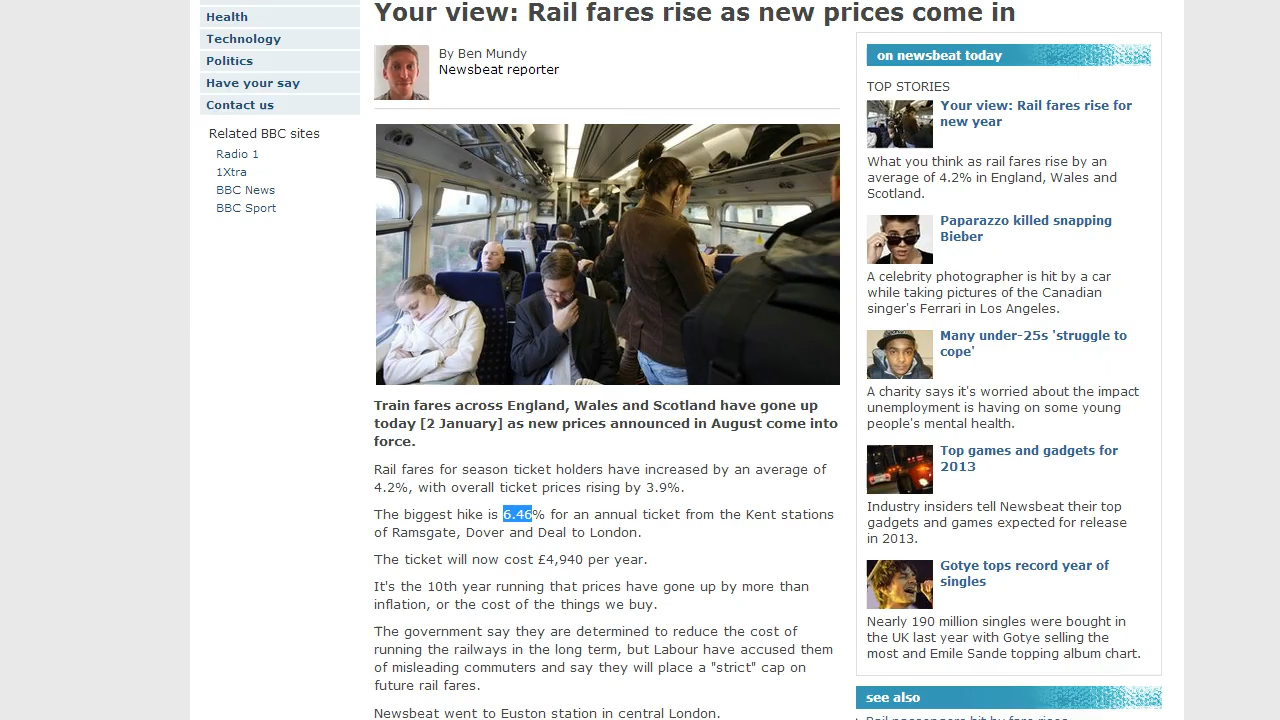 Health
Technology
Politics
Have your say
Contact us
Related BBC sites
Radio 1
1Xtra
BBC News
BBC Sport
Your view: Rail fares rise as new prices come in
By Ben Mundy
Newsbeat reporter
Train fares across England, Wales and Scotland have gone up
today [2 January] as new prices announced in August come into
force.
Rail fares for season ticket holders have increased by an average of
4.2%, with overall ticket prices rising by 3.9%.
The biggest hike is 6.46% for an annual ticket from the Kent stations
of Ramsgate, Dover and Deal to London.
The ticket will now cost £4,940 per year.
It's the 10th year running that prices have gone up by more than
inflation, or the cost of the things we buy.
The government say they are determined to reduce the cost of
running the railways in the long term, but Labour have accused them
of misleading commuters and say they will place a "strict" cap on
future rail fares.
Newsbeat went to Euston station in central London.
on newsbeat today
TOP STORIES
Your view: Rail fares rise for
new year
What you think as rail fares rise by an
average of 4.2% in England, Wales and
Scotland.
Paparazzo killed snapping
Bieber
A celebrity photographer is hit by a car
while taking pictures of the Canadian
singer's Ferrari in Los Angeles.
Many under-25s 'struggle to
cope'
A charity says it's worried about the impact
unemployment is having on some young
people's mental health.
Top games and gadgets for
2013
Industry insiders tell Newsbeat their top
gadgets and games expected for release
in 2013.
Gotye tops record year of
singles
Nearly 190 million singles were bought in
the UK last year with Gotye selling the
most and Emile Sande topping album chart.
see also
Rail passengers hit by fare rises